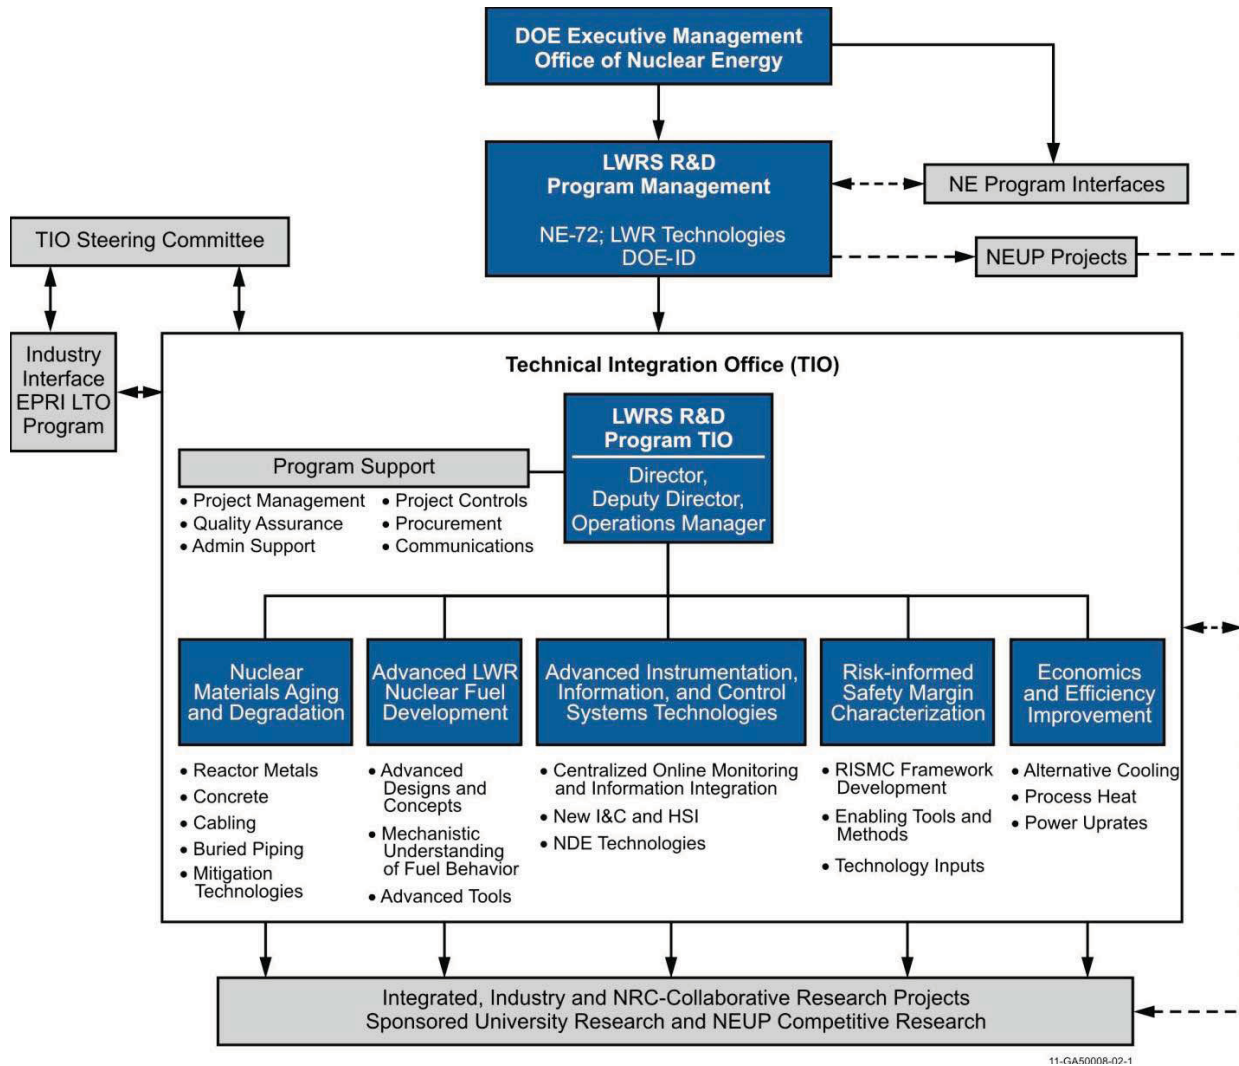 DOE Executive Management
Office of Nuclear Energy
LWRS R&D
Program Management
NE-72; LWR Technologies
DOE-ID
NE Program Interfaces
NEUP Projects
TIO Steering Committee
Industry
Interface
EPRI LTO
Program
Technical Integration Office (TIO)
LWRS R&D
Program TIO
Director,
Deputy Director,
Operations Manager
Program Support
• Project Management
• Quality Assurance
• Admin Support
• Project Controls
• Procurement
• Communications
Nuclear
Materials Aging
and Degradation
• Reactor Metals
• Concrete
• Cabling
• Buried Piping
• Mitigation
Technologies
Advanced LWR
Nuclear Fuel
Development
• Advanced
Designs and
Concepts
• Mechanistic
Understanding
of Fuel Behavior
• Advanced Tools
Advanced Instrumentation,
Information, and Control
Systems Technologies
• Centralized Online Monitoring
and Information Integration
• New I&C and HSI
• NDE Technologies
Risk-informed
Safety Margin
Characterization
• RISMC Framework
Development
• Enabling Tools and
Methods
• Technology Inputs
Economics
and Efficiency
Improvement
• Alternative Cooling
• Process Heat
• Power Uprates
Integrated, Industry and NRC-Collaborative Research Projects
Sponsored University Research and NEUP Competitive Research
11-GA50008-02-1